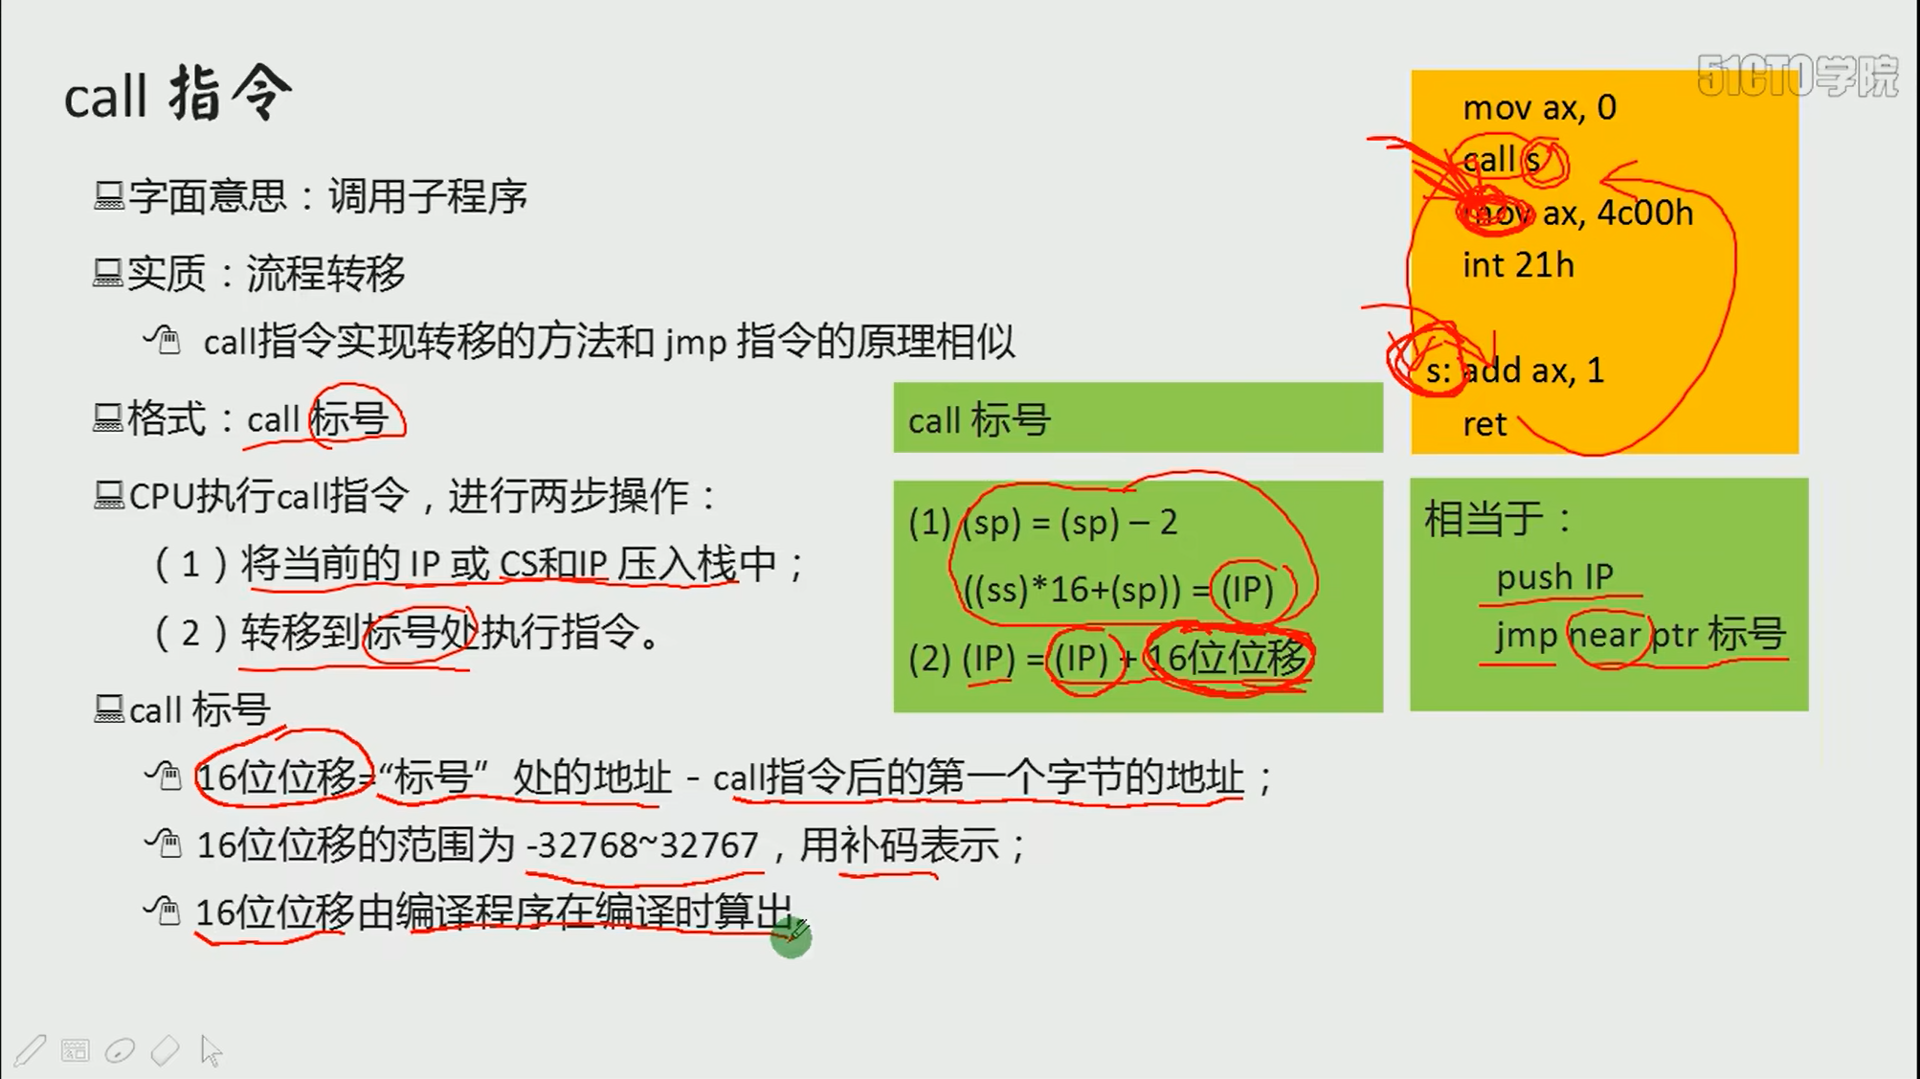 51CTO学院
call 指令
字面意思：调用子程序
实质：流程转移
call指令实现转移的方法和 jmp 指令的原理相似
格式：call 标号
CPU执行call指令，进行两步操作：
（1）将当前的 IP 或 CS和IP 压入栈中；
（2）转移到标号处执行指令。
call 标号
16位位移=“标号”处的地址 - call指令后的第一个字节的地址；
16位位移的范围为 -32768~32767，用补码表示；
16位位移由编译程序在编译时算出
call 标号
(1) (sp) = (sp) – 2
((ss)*16+(sp)) = (IP)
(2) (IP) = (IP) + 16位位移
mov ax, 0
call s
mov ax, 4c00h
int 21h
s: add ax, 1
ret
相当于：
push IP
jmp near ptr 标号